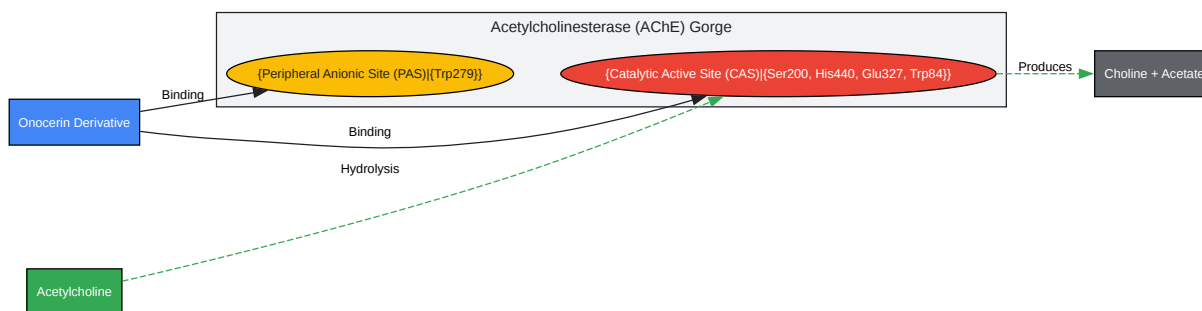 Acetylcholinesterase (AChE) Gorge
{Peripheral Anionic Site (PAS)|{Trp279}}
{Catalytic Active Site (CAS)|{Ser200, His440, Glu327, Trp84}}
Produces
Choline + Acetate
Binding
Onocerin Derivative
Binding
Hydrolysis
Acetylcholine